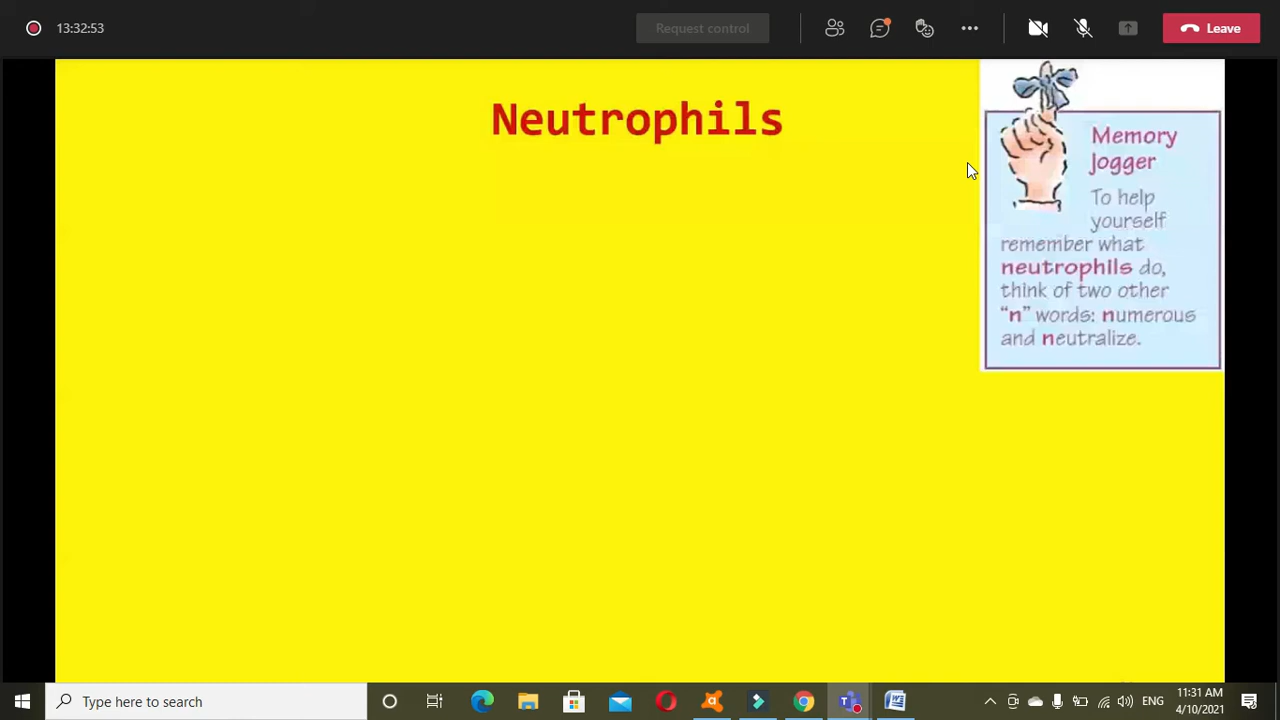 13:32:53
Request control
Leave
Neutrophils
Memory
Jogger
To help
yourself
remember what
neutrophils do,
think of two other
“n” words: numerous
and neutralize.
Type here to search
ENG
11:31 AM
4/10/2021